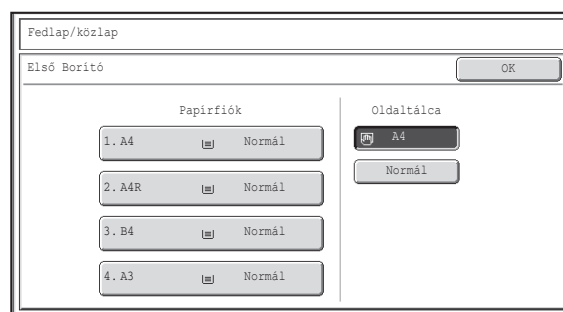 Fedlap/közlap
Első Borító
OK
Papírfiók
Oldaltálca
1. A4 Normál
A4
Normál
2. A4R Normál
3. B4 Normál
4. A3 Normál